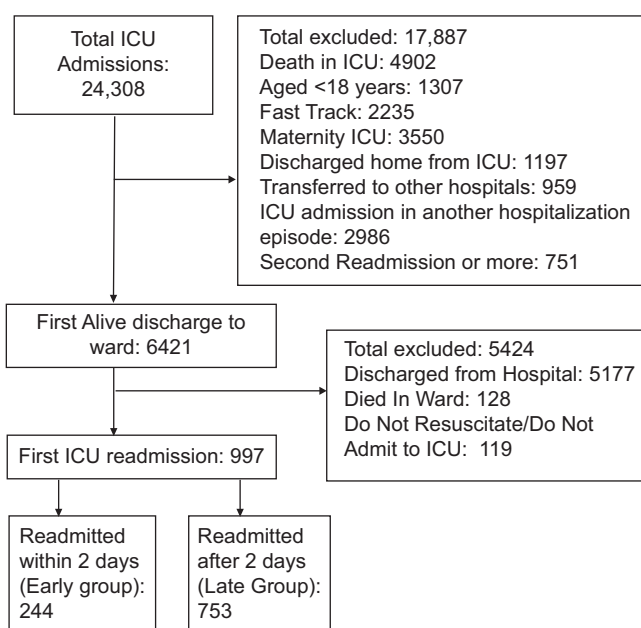 Total ICU
Admissions:
24,308
Total excluded: 17,887
Death in ICU: 4902
Aged <18 years: 1307
Fast Track: 2235
Maternity ICU: 3550
Discharged home from ICU: 1197
Transferred to other hospitals: 959
ICU admission in another hospitalization
episode: 2986
Second Readmission or more: 751
First Alive discharge to
ward: 6421
Total excluded: 5424
Discharged from Hospital: 5177
Died In Ward: 128
Do Not Resuscitate/Do Not
Admit to ICU: 119
First ICU readmission: 997
Readmitted
within 2 days
(Early group):
244
Readmitted
after 2 days
(Late Group):
753